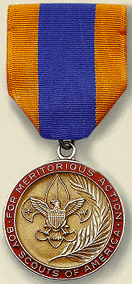 · FOR MERITORIOUS ACTION ·
BOY SCOUTS OF AMERICA